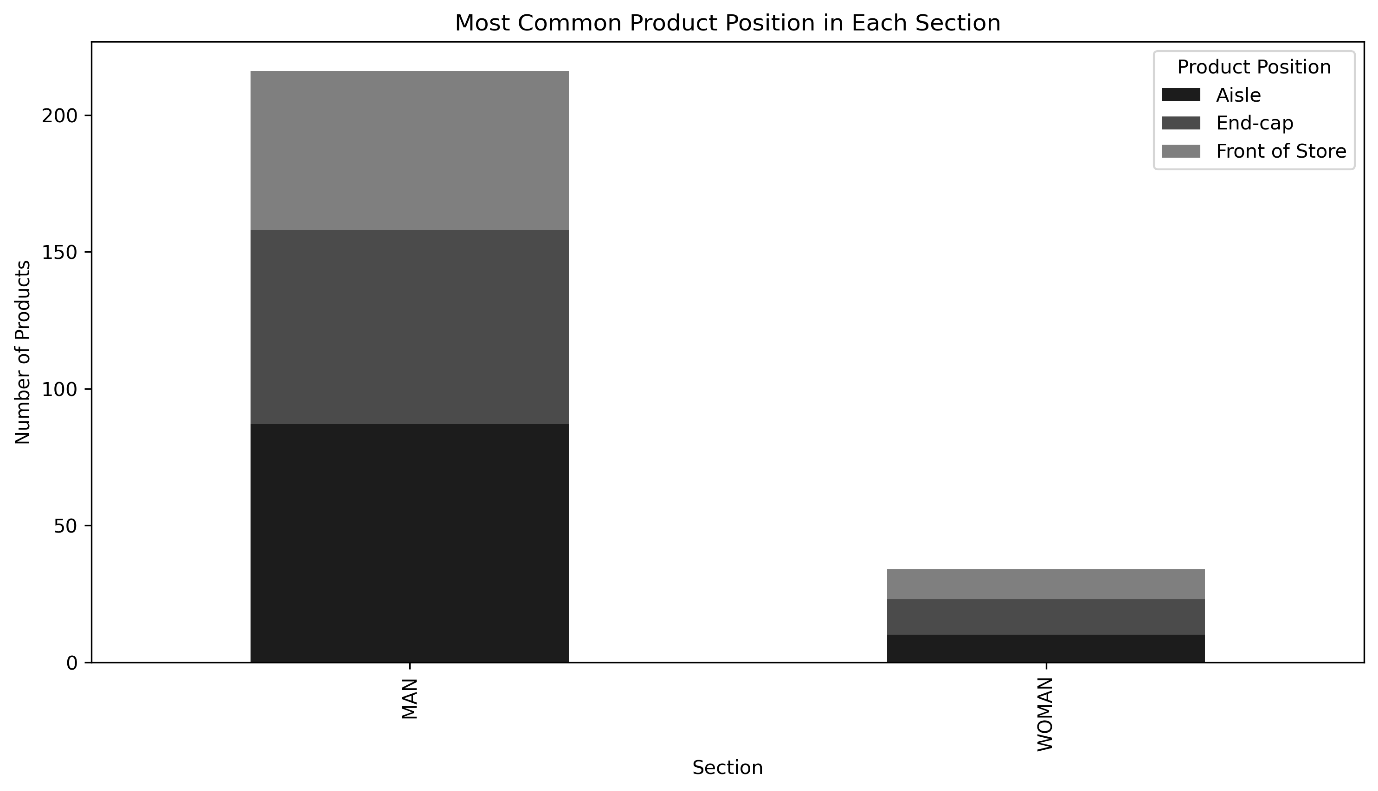 Most Common Product Position in Each Section
Product Position
Aisle
End-cap
Front of Store
Number of Products
200
150
100
50
0
MAN
WOMAN
Section